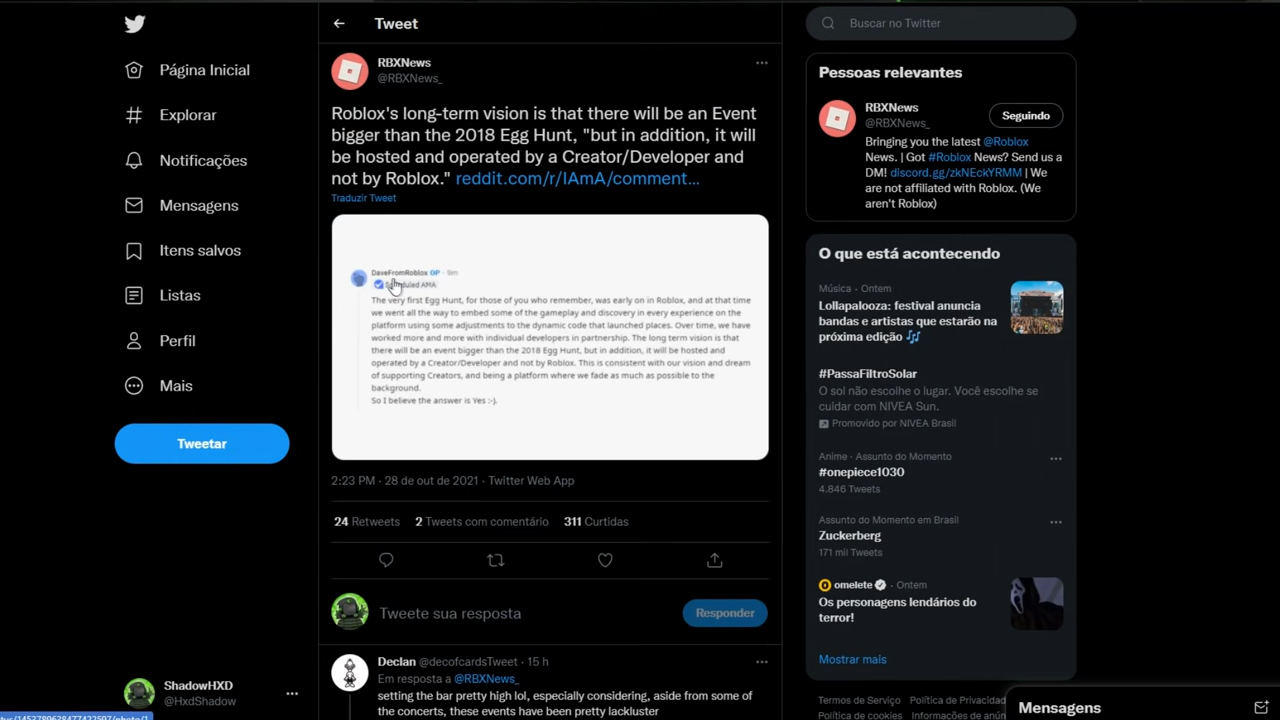 Página Inicial
Explorar
Notificações
Mensagens
Itens salvos
Listas
Perfil
Mais
Tweetar
ShadowHXD
@HxdShadow
Tweet
RBXNews
@RBXNews_
Roblox's long-term vision is that there will be an Event
bigger than the 2018 Egg Hunt, "but in addition, it will
be hosted and operated by a Creator/Developer and
not by Roblox." reddit.com/r/IAmA/comment...
Traduzir Tweet
DaveFromRoblox OP · 9m
AMA
The very first Egg Hunt, for those of you who remember, was early on in Roblox, and at that time
we went all the way to embed some of the gameplay and discovery in every experience on the
platform using some adjustments to the dynamic code that launched places. Over time, we have
worked more and more with individual developers in partnership. The long term vision is that
there will be an event bigger than the 2018 Egg Hunt, but in addition, it will be hosted and
operated by a Creator/Developer and not by Roblox. This is consistent with our vision and dream
of supporting Creators, and being a platform where we fade as much as possible to the
background.
So I believe the answer is Yes :-).
2:23 PM · 28 de out de 2021 · Twitter Web App
24 Retweets 2 Tweets com comentário 311 Curtidas
Tweete sua resposta
Responder
Declan @decofcardsTweet · 15 h
Em resposta a @RBXNews_
setting the bar pretty high lol, especially considering, aside from some of
the concerts, these events have been pretty lackluster
Buscar no Twitter
Pessoas relevantes
RBXNews
@RBXNews_
Seguindo
Bringing you the latest @Roblox
News. | Got #Roblox News? Send us a
DM! discord.gg/zkNEckYRMM | We
are not affiliated with Roblox. (We
aren't Roblox)
O que está acontecendo
Música · Ontem
Lollapalooza: festival anuncia
bandas e artistas que estarão na
próxima edição 🎶
#PassaFiltroSolar
O sol não escolhe o lugar. Você escolhe se
cuidar com NIVEA Sun.
Promovido por NIVEA Brasil
Anime · Assunto do Momento
#onepiece1030
4.846 Tweets
Assunto do Momento em Brasil
Zuckerberg
171 mil Tweets
omelete · Ontem
Os personagens lendários do
terror!
Mostrar mais
Termos de Serviço Política de Privacidad
Política de cookies Informações de anún
Mensagens